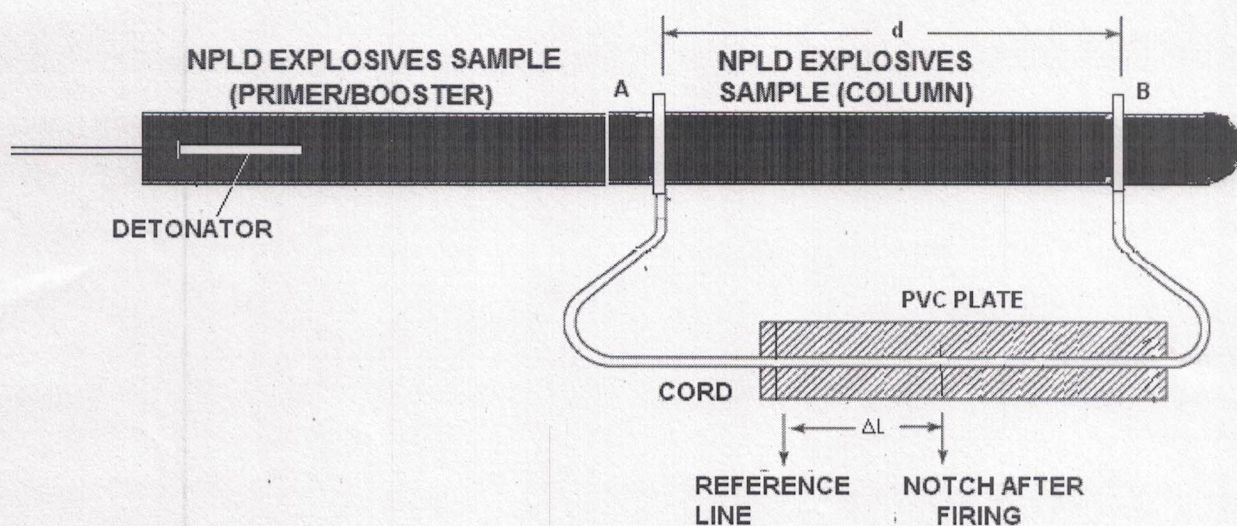 NPLD EXPLOSIVES SAMPLE
(PRIMER/BOOSTER)
d
NPLD EXPLOSIVES
SAMPLE (COLUMN)
A
B
DETONATOR
PVC PLATE
CORD
ΔL
REFERENCE
LINE
NOTCH AFTER
FIRING